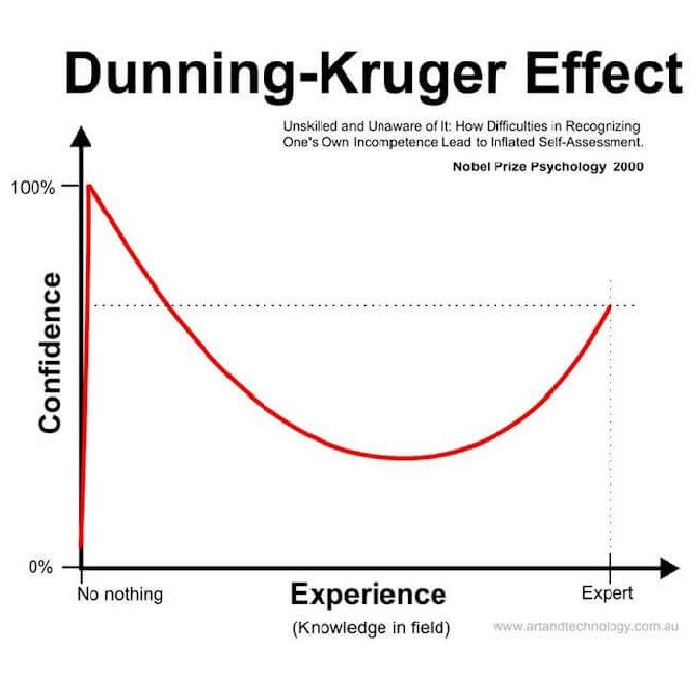 Dunning-Kruger Effect
Unskilled and Unaware of It: How Difficulties in Recognizing
One"s Own Incompetence Lead to Inflated Self-Assessment.
Nobel Prize Psychology 2000
100%
Confidence
0%
No nothing
Experience
Expert
(Knowledge in field)
www.artandtechnology.com.au